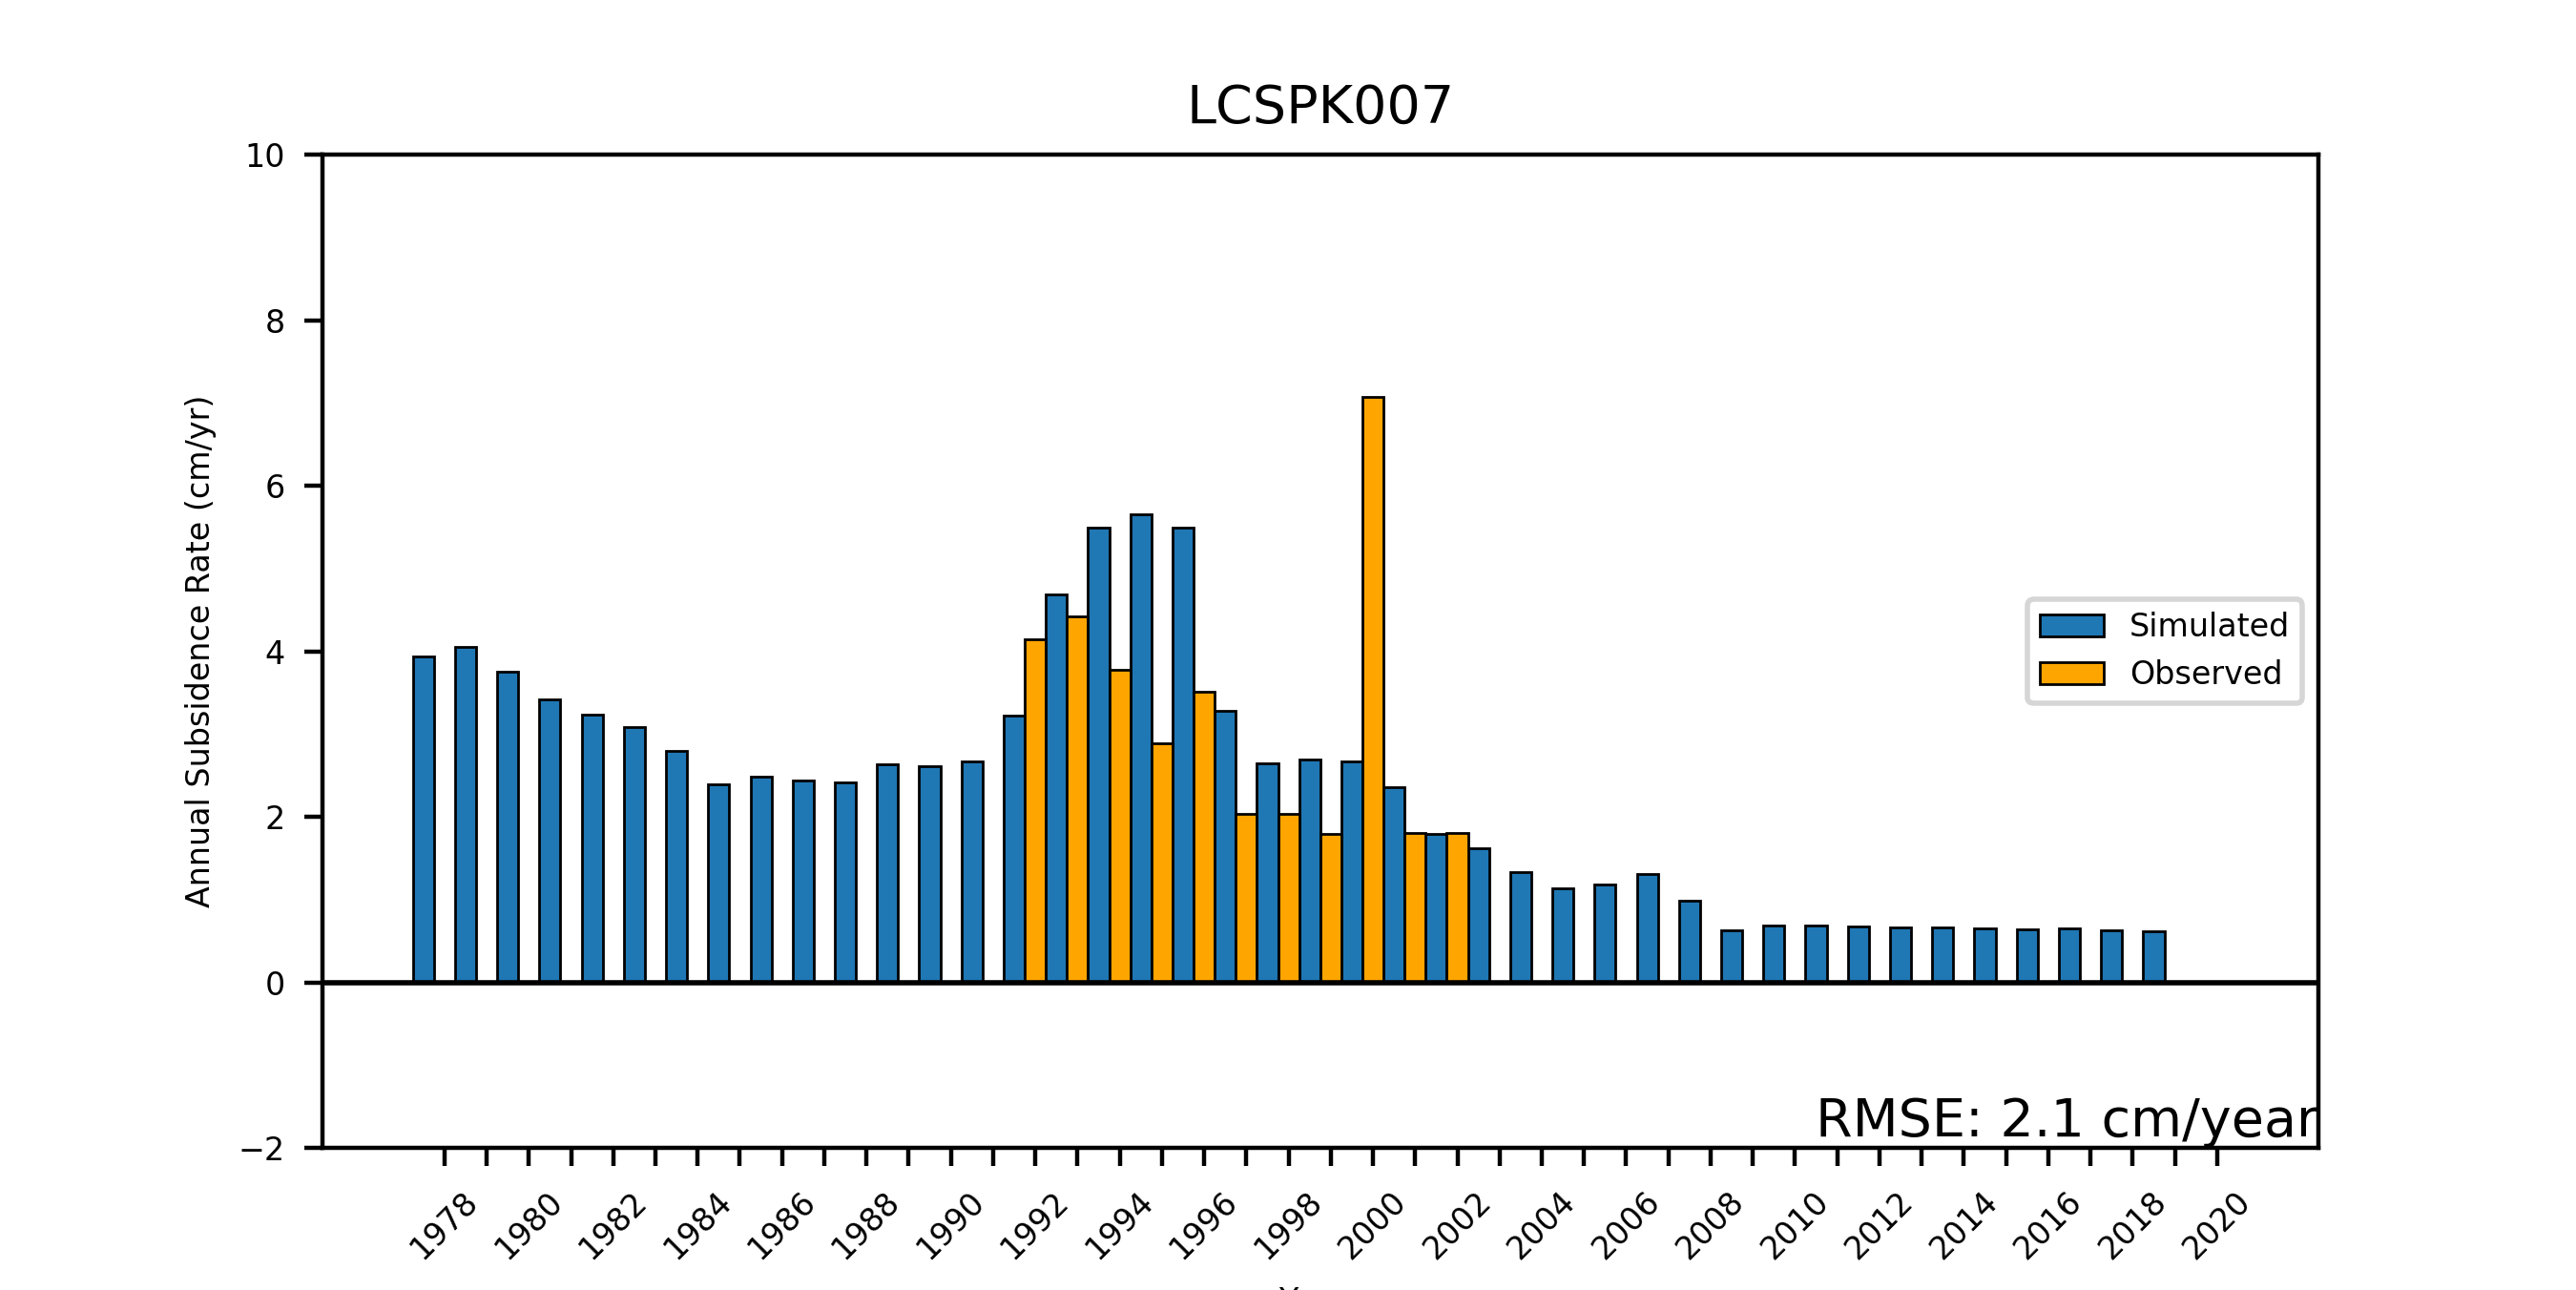 LCSPK007
10
8
6
4
2
0
−2
Annual Subsidence Rate (cm/yr)
Simulated
Observed
RMSE: 2.1 cm/year
1978 1980 1982 1984 1986 1988 1990 1992 1994 1996 1998 2000 2002 2004 2006 2008 2010 2012 2014 2016 2018 2020